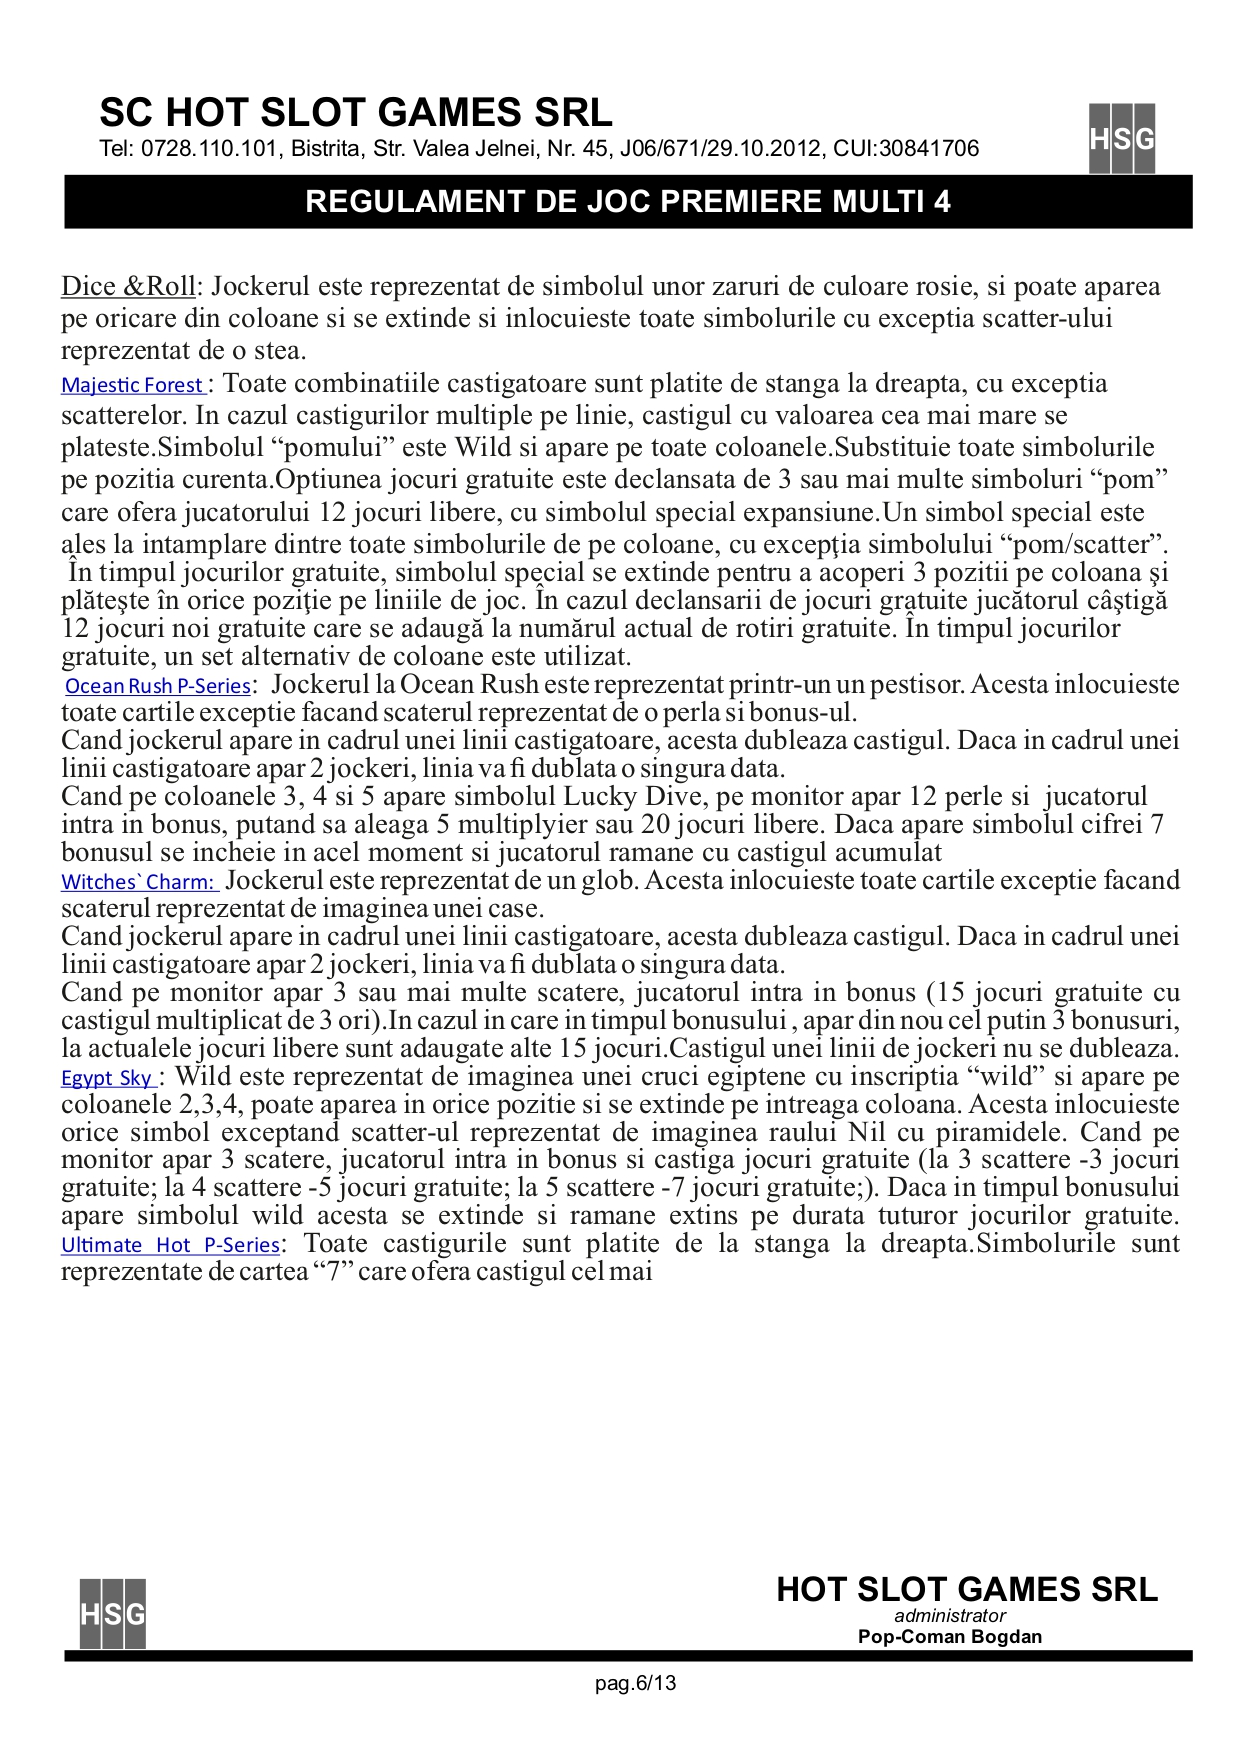 SC HOT SLOT GAMES SRL
Tel: 0728.110.101, Bistrita, Str. Valea Jelnei, Nr. 45, J06/671/29.10.2012, CUI:30841706
HSG
REGULAMENT DE JOC PREMIERE MULTI 4
Dice &Roll: Jockerul este reprezentat de simbolul unor zaruri de culoare rosie, si poate aparea
pe oricare din coloane si se extinde si inlocuieste toate simbolurile cu exceptia scatter-ului
reprezentat de o stea.
Majestic Forest : Toate combinatiile castigatoare sunt platite de stanga la dreapta, cu exceptia
scatterelor. In cazul castigurilor multiple pe linie, castigul cu valoarea cea mai mare se
plateste.Simbolul “pomului” este Wild si apare pe toate coloanele.Substituie toate simbolurile
pe pozitia curenta.Optiunea jocuri gratuite este declansata de 3 sau mai multe simboluri “pom”
care ofera jucatorului 12 jocuri libere, cu simbolul special expansiune.Un simbol special este
ales la intamplare dintre toate simbolurile de pe coloane, cu excepţia simbolului “pom/scatter”.
În timpul jocurilor gratuite, simbolul special se extinde pentru a acoperi 3 pozitii pe coloana şi
plăteşte în orice poziţie pe liniile de joc. În cazul declansarii de jocuri gratuite jucătorul câştigă
12 jocuri noi gratuite care se adaugă la numărul actual de rotiri gratuite. În timpul jocurilor
gratuite, un set alternativ de coloane este utilizat.
Ocean Rush P-Series: Jockerul la Ocean Rush este reprezentat printr-un un pestisor. Acesta inlocuieste
toate cartile exceptie facand scaterul reprezentat de o perla si bonus-ul.
Cand jockerul apare in cadrul unei linii castigatoare, acesta dubleaza castigul. Daca in cadrul unei
linii castigatoare apar 2 jockeri, linia va fi dublata o singura data.
Cand pe coloanele 3, 4 si 5 apare simbolul Lucky Dive, pe monitor apar 12 perle si jucatorul
intra in bonus, putand sa aleaga 5 multiplyier sau 20 jocuri libere. Daca apare simbolul cifrei 7
bonusul se incheie in acel moment si jucatorul ramane cu castigul acumulat
Witches` Charm: Jockerul este reprezentat de un glob. Acesta inlocuieste toate cartile exceptie facand
scaterul reprezentat de imaginea unei case.
Cand jockerul apare in cadrul unei linii castigatoare, acesta dubleaza castigul. Daca in cadrul unei
linii castigatoare apar 2 jockeri, linia va fi dublata o singura data.
Cand pe monitor apar 3 sau mai multe scatere, jucatorul intra in bonus (15 jocuri gratuite cu
castigul multiplicat de 3 ori).In cazul in care in timpul bonusului , apar din nou cel putin 3 bonusuri,
la actualele jocuri libere sunt adaugate alte 15 jocuri.Castigul unei linii de jockeri nu se dubleaza.
Egypt Sky : Wild este reprezentat de imaginea unei cruci egiptene cu inscriptia “wild” si apare pe
coloanele 2,3,4, poate aparea in orice pozitie si se extinde pe intreaga coloana. Acesta inlocuieste
orice simbol exceptand scatter-ul reprezentat de imaginea raului Nil cu piramidele. Cand pe
monitor apar 3 scatere, jucatorul intra in bonus si castiga jocuri gratuite (la 3 scattere -3 jocuri
gratuite; la 4 scattere -5 jocuri gratuite; la 5 scattere -7 jocuri gratuite;). Daca in timpul bonusului
apare simbolul wild acesta se extinde si ramane extins pe durata tuturor jocurilor gratuite.
Ultimate Hot P-Series: Toate castigurile sunt platite de la stanga la dreapta.Simbolurile sunt
reprezentate de cartea “7” care ofera castigul cel mai
HSG
HOT SLOT GAMES SRL
administrator
Pop-Coman Bogdan
pag.6/13